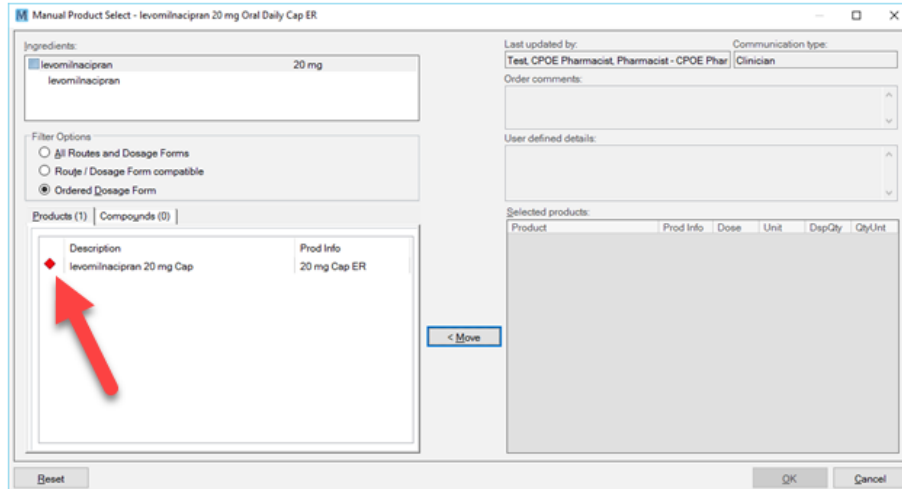 Manual Product Select - levomilnacipran 20 mg Oral Daily Cap ER
Ingredients:
levomilnacipran 20 mg
levomilnacipran
Filter Options
All Routes and Dosage Forms
Route / Dosage Form compatible
Ordered Dosage Form
Products (1) Compounds (0)
Description Prod Info
levomilnacipran 20 mg Cap 20 mg Cap ER
< Move
Last updated by: Communication type:
Test, CPOE Pharmacist, Pharmacist - CPOE Phar Clinician
Order comments:
User defined details:
Selected products:
Product Prod Info Dose Unit DspQty QtyUnt
Reset OK Cancel